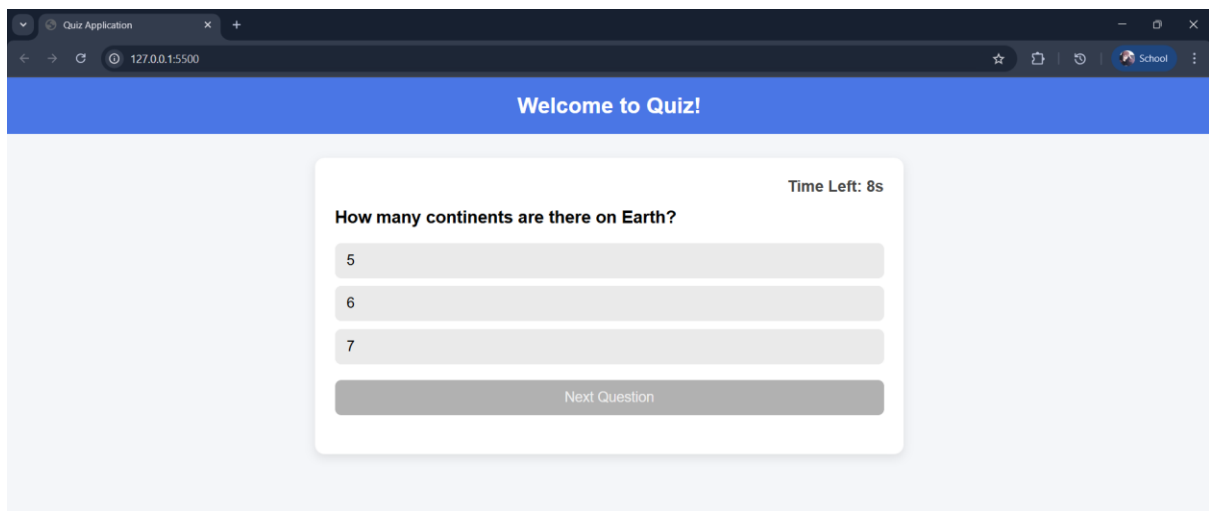 Quiz Application
127.0.0.1:5500
School
Welcome to Quiz!
Time Left: 8s
How many continents are there on Earth?
5
6
7
Next Question